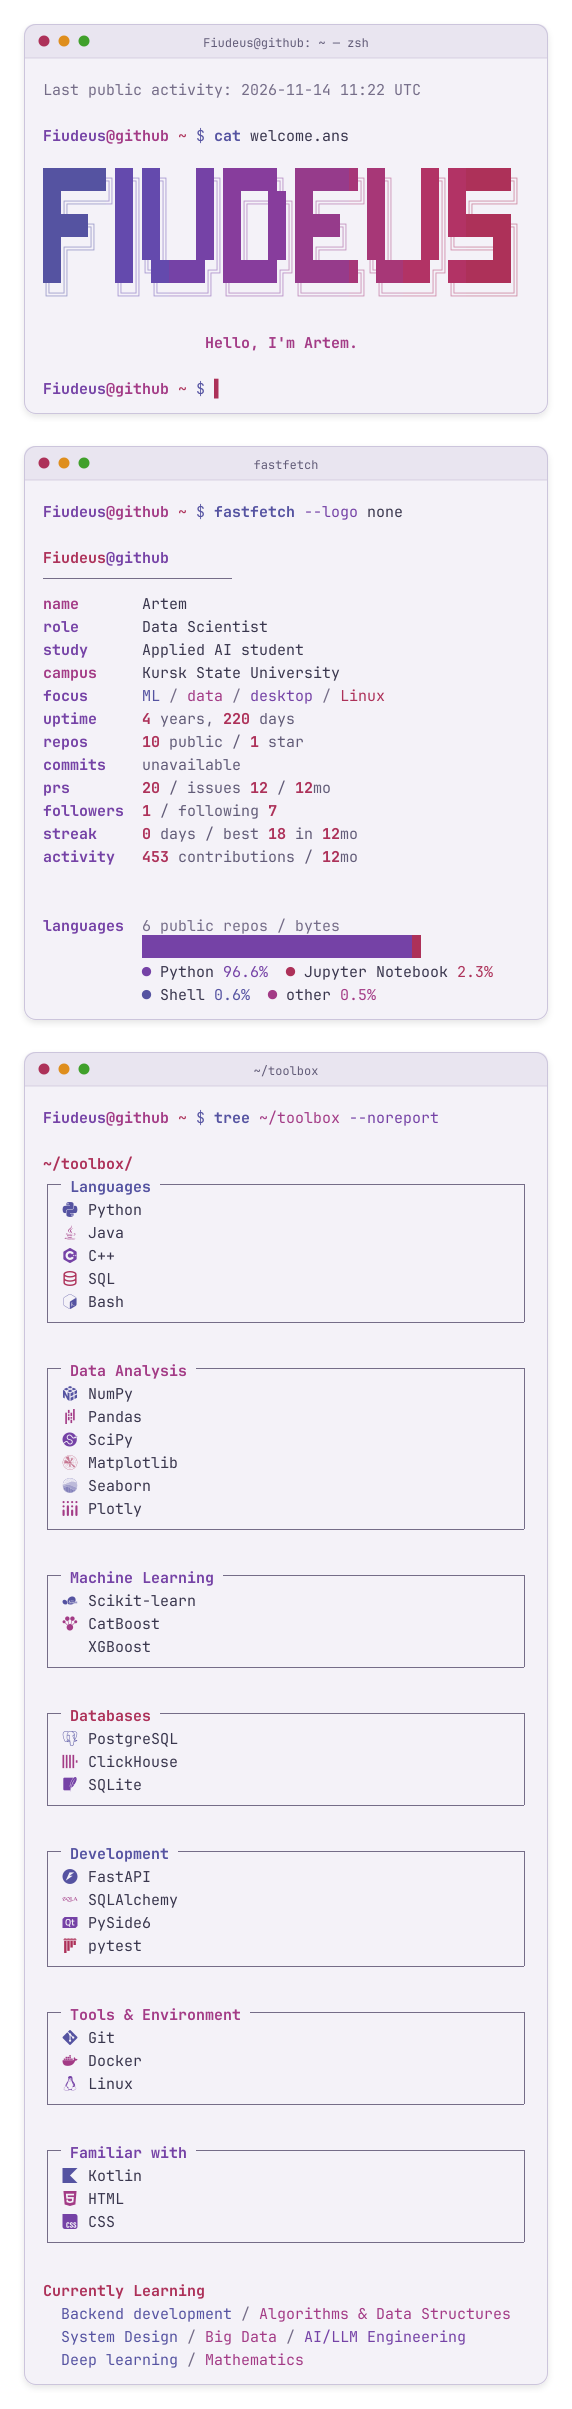 Fiudeus@github: ~ — zsh
Last public activity: 2026-11-14 11:22 UTC
Fiudeus@github ~ $ cat welcome.ans
FIUDEUS
Hello, I'm Artem.
Fiudeus@github ~ $
fastfetch
Fiudeus@github ~ $ fastfetch --logo none
Fiudeus@github
name Artem
role Data Scientist
study Applied AI student
campus Kursk State University
focus ML / data / desktop / Linux
uptime 4 years, 220 days
repos 10 public / 1 star
commits unavailable
prs 20 / issues 12 / 12mo
followers 1 / following 7
streak 0 days / best 18 in 12mo
activity 453 contributions / 12mo
languages 6 public repos / bytes
Python 96.6% Jupyter Notebook 2.3%
Shell 0.6% other 0.5%
~/toolbox
Fiudeus@github ~ $ tree ~/toolbox --noreport
~/toolbox/
Languages
Python
Java
C++
SQL
Bash
Data Analysis
NumPy
Pandas
SciPy
Matplotlib
Seaborn
Plotly
Machine Learning
Scikit-learn
CatBoost
XGBoost
Databases
PostgreSQL
ClickHouse
SQLite
Development
FastAPI
SQLAlchemy
PySide6
pytest
Tools & Environment
Git
Docker
Linux
Familiar with
Kotlin
HTML
CSS
Currently Learning
Backend development / Algorithms & Data Structures
System Design / Big Data / AI/LLM Engineering
Deep learning / Mathematics